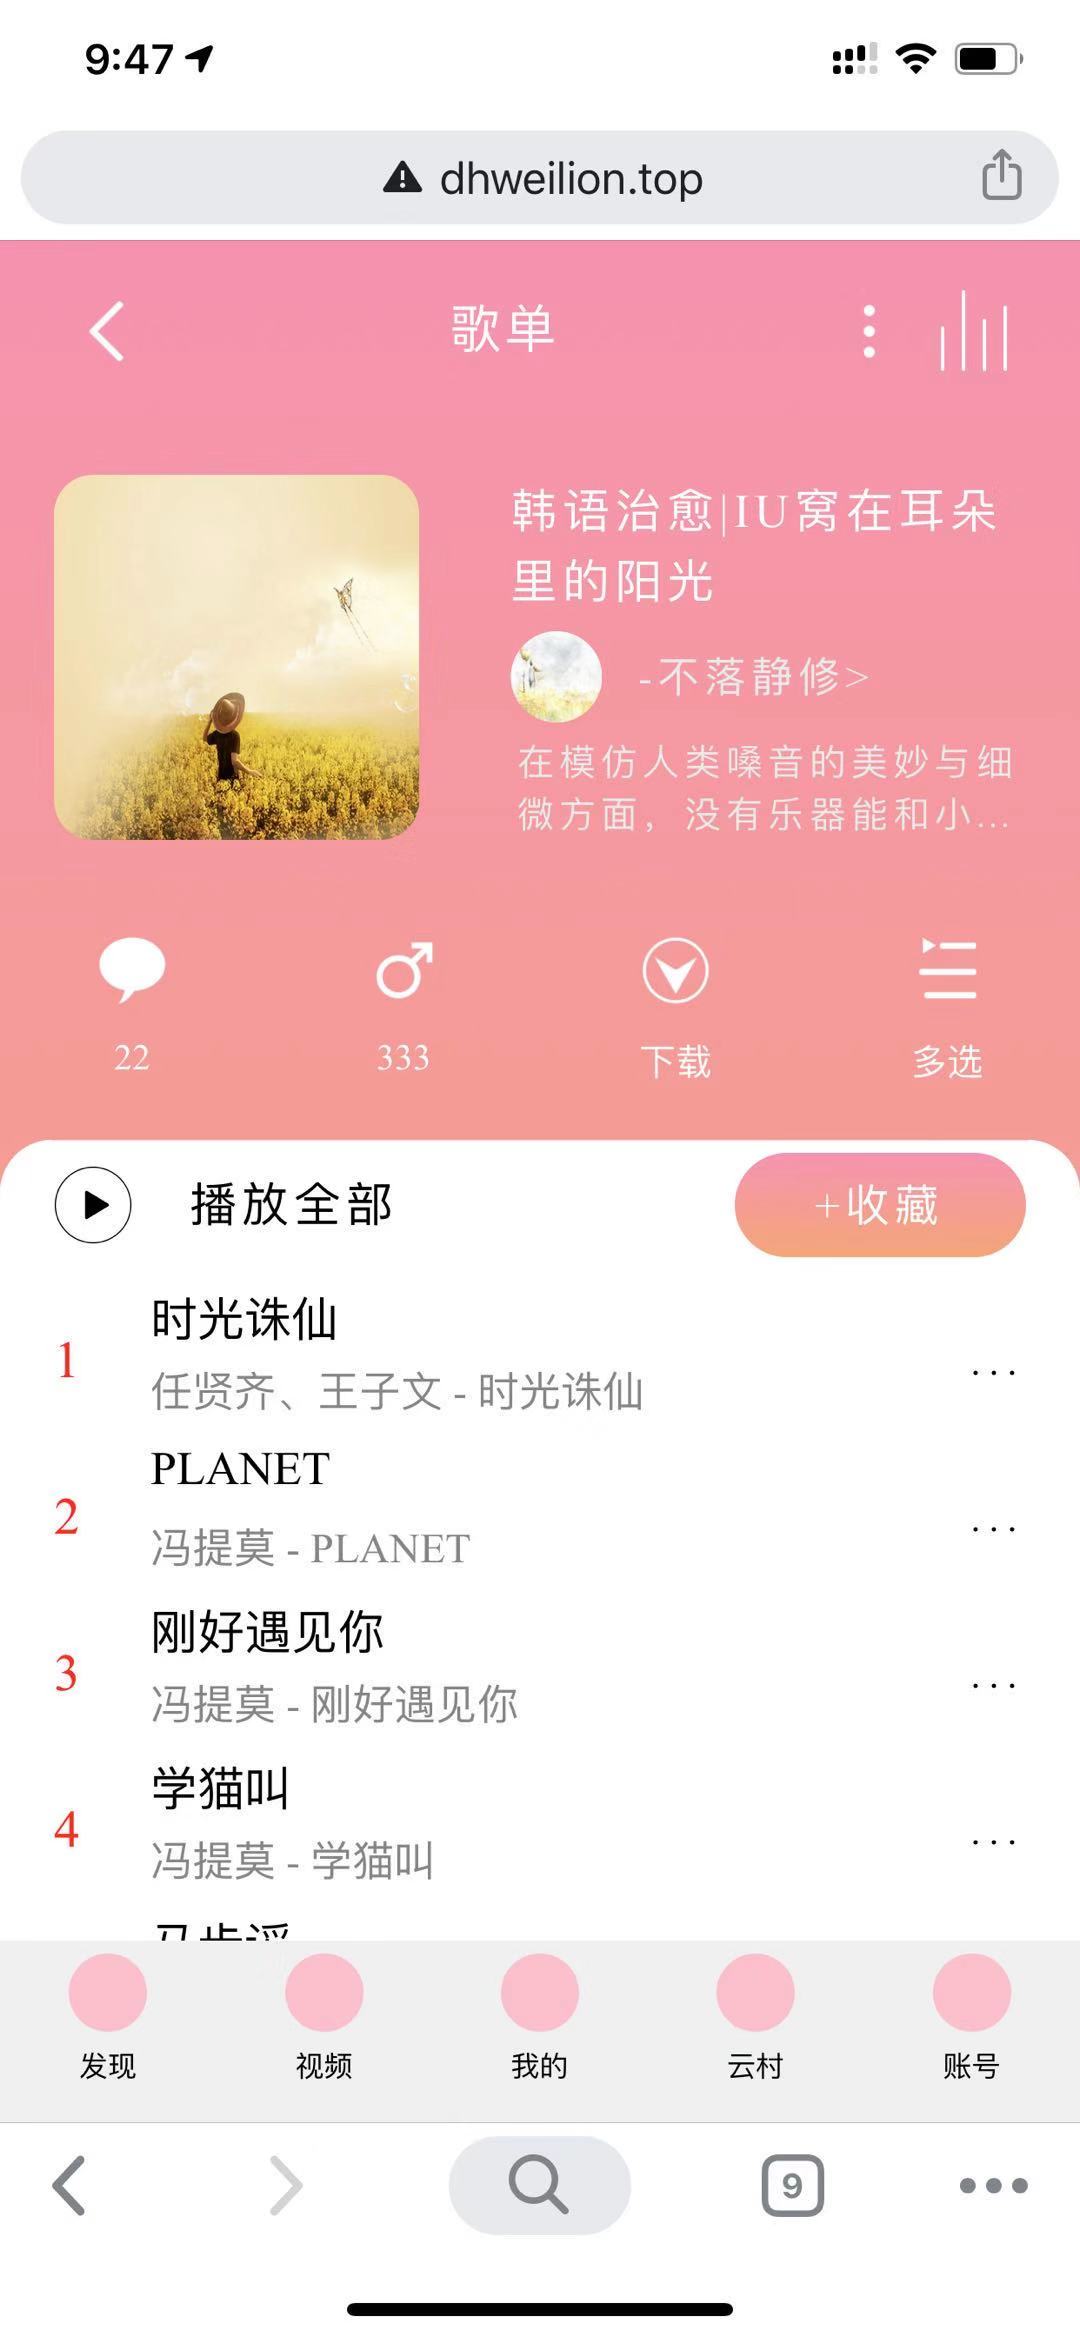 9:47
dhweilion.top
歌单
韩语治愈|IU窝在耳朵
里的阳光
-不落静修>
在模仿人类嗓音的美妙与细
微方面，没有乐器能和小...
22
333
下载
多选
播放全部
+收藏
1
时光诛仙
任贤齐、王子文 - 时光诛仙
...
2
PLANET
冯提莫 - PLANET
...
3
刚好遇见你
冯提莫 - 刚好遇见你
...
4
学猫叫
冯提莫 - 学猫叫
...
发现
视频
我的
云村
账号
9